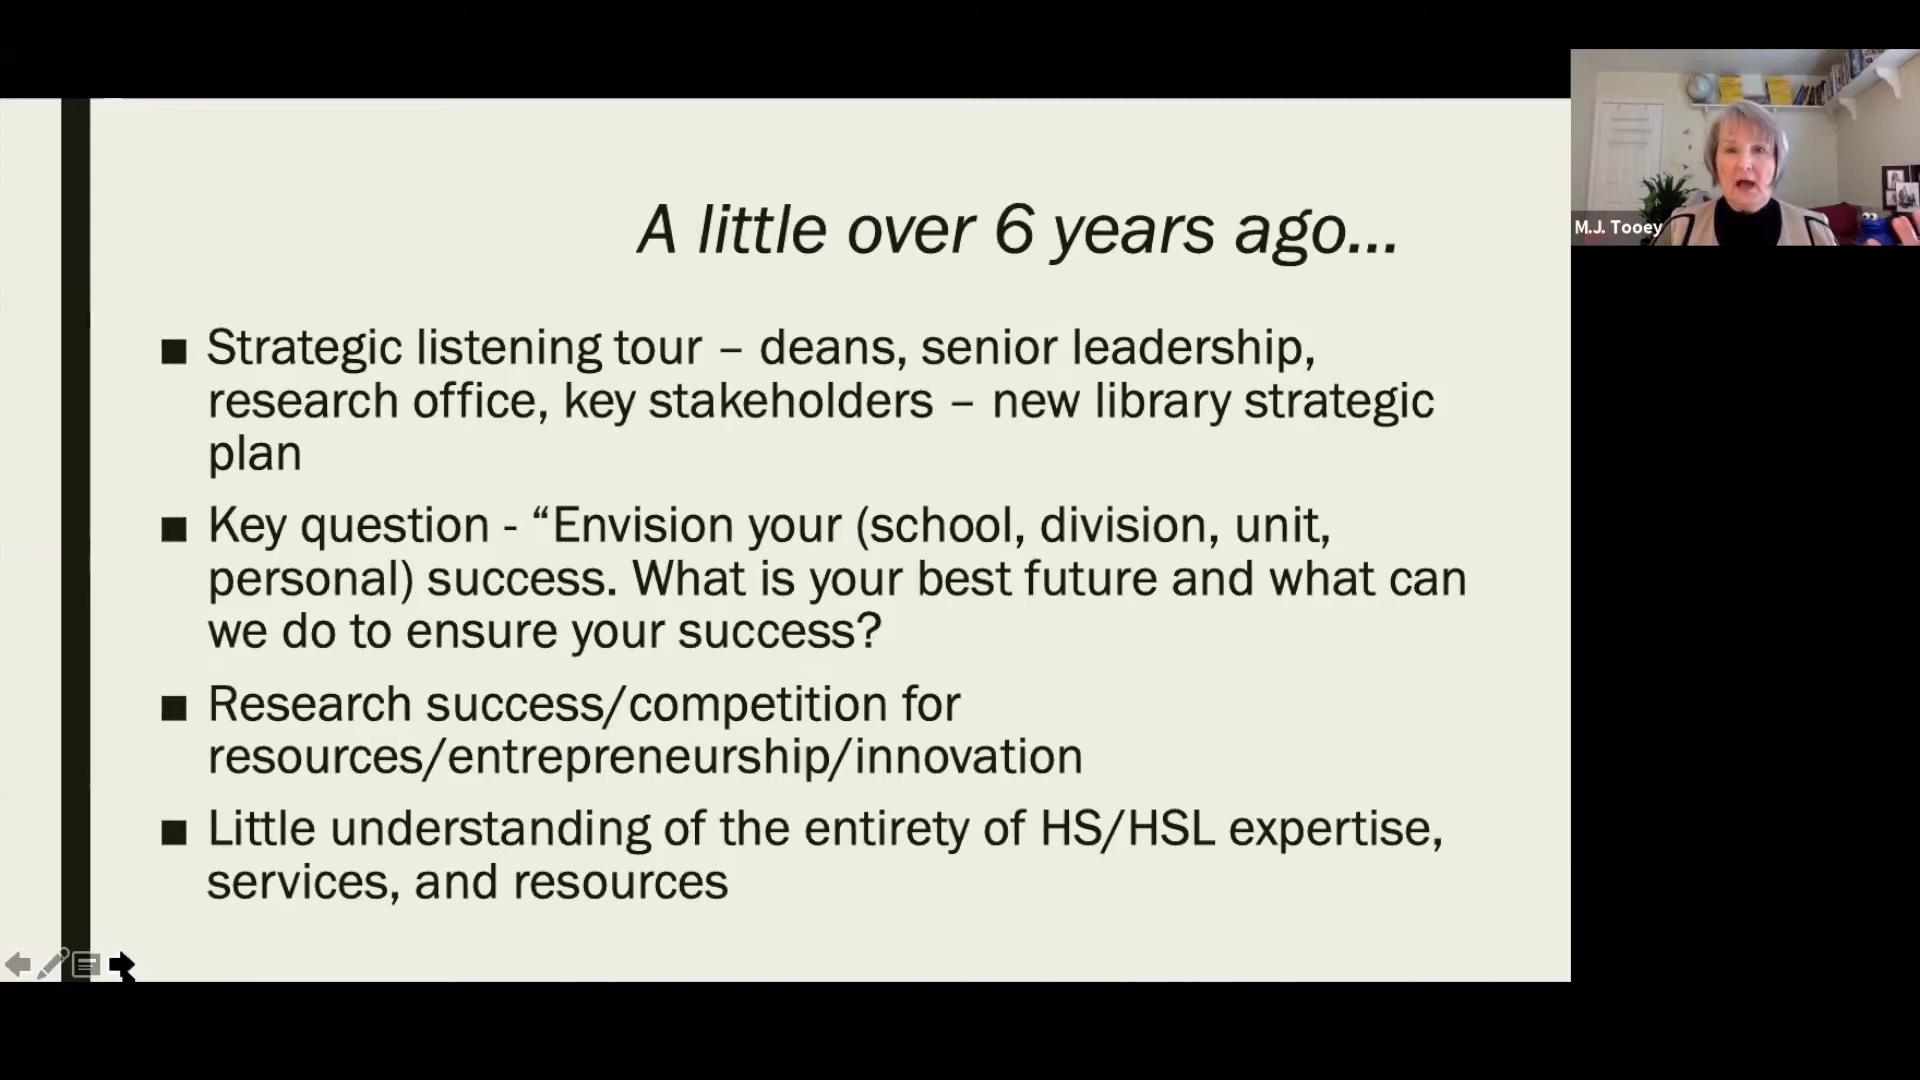 A little over 6 years ago...
■ Strategic listening tour – deans, senior leadership,
research office, key stakeholders – new library strategic
plan
■ Key question - “Envision your (school, division, unit,
personal) success. What is your best future and what can
we do to ensure your success?
■ Research success/competition for
resources/entrepreneurship/innovation
■ Little understanding of the entirety of HS/HSL expertise,
services, and resources
M.J. Tooey